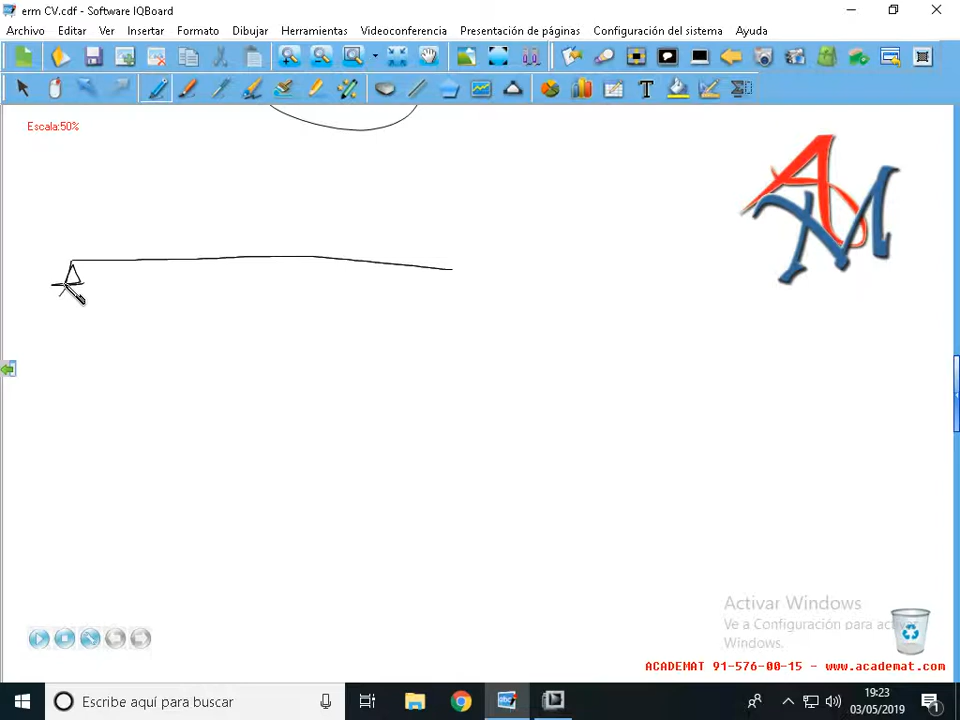 erm CV.cdf - Software IQBoard
Archivo Editar Ver Insertar Formato Dibujar Herramientas Videoconferencia Presentación de páginas Configuración del sistema Ayuda
Escala:50%
Activar Windows
Ve a Configuración para activar
Windows.
ACADEMAT 91-576-00-15 - www.academat.com
Escribe aquí para buscar
19:23
03/05/2019
1